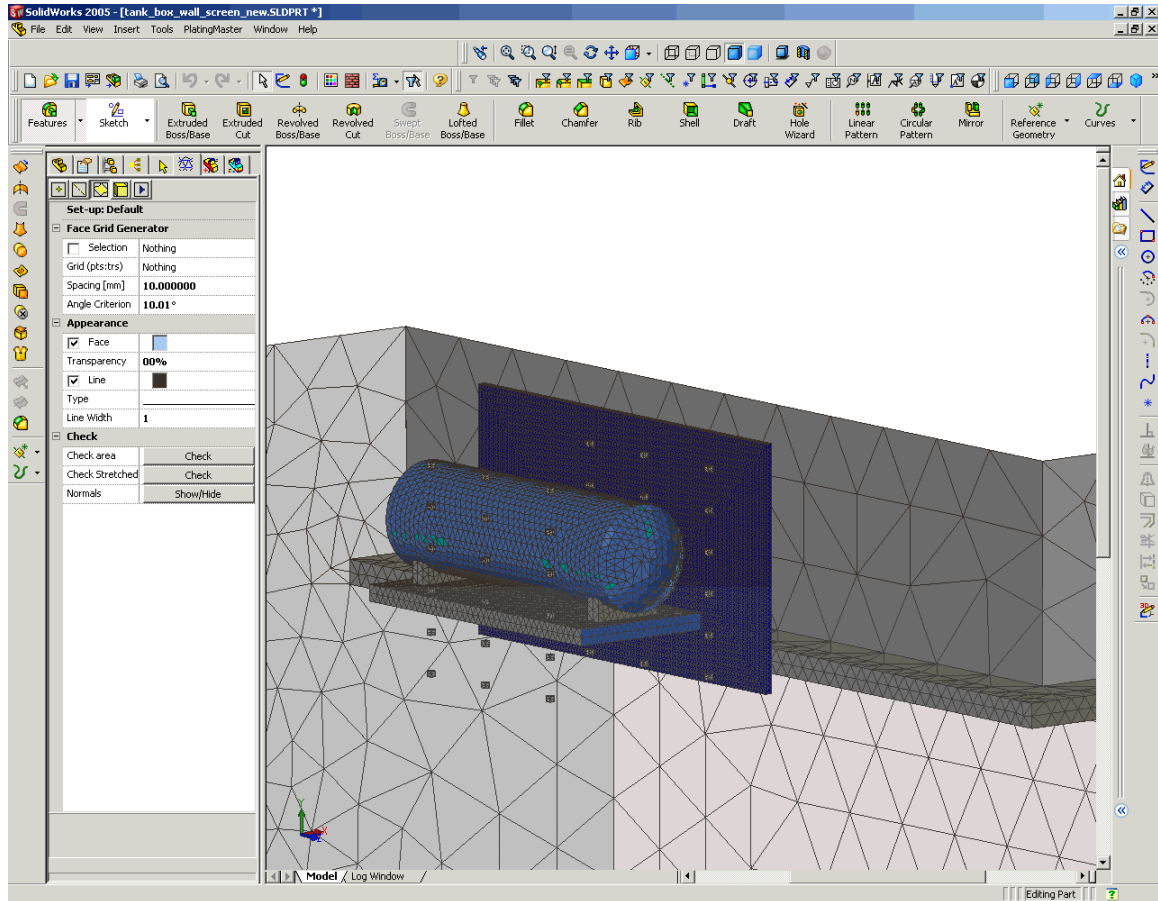 SolidWorks 2005 - [tank_box_wall_screen_new.SLDPRT *]
File Edit View Insert Tools PlatingMaster Window Help
Features Sketch Extruded Boss/Base Extruded Cut Revolved Boss/Base Revolved Cut Swept Boss/Base Lofted Boss/Base Fillet Chamfer Rib Shell Draft Hole Wizard Linear Pattern Circular Pattern Mirror Reference Geometry Curves
Set-up: Default
Face Grid Generator
Selection Nothing
Grid (pts:trs) Nothing
Spacing [mm] 10.000000
Angle Criterion 10.01°
Appearance
Face
Transparency 00%
Line
Type
Line Width 1
Check
Check area Check
Check Stretched Check
Normals Show/Hide
Y
X
Z
Model Log Window
Editing Part